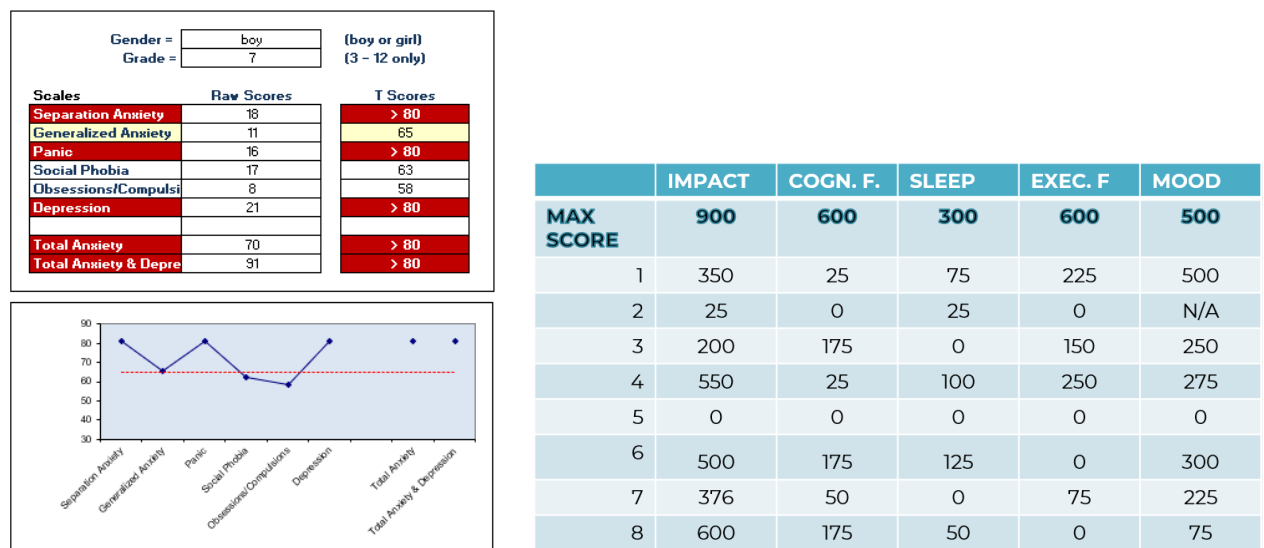 Gender = boy (boy or girl)
Grade = 7 (3 - 12 only)
Scales Raw Scores T Scores
Separation Anxiety 18 > 80
Generalized Anxiety 11 65
Panic 16 > 80
Social Phobia 17 63
Obsessions/Compulsi 8 58
Depression 21 > 80
Total Anxiety 70 > 80
Total Anxiety & Depre 91 > 80
90
80
70
60
50
40
30
Separation Anxiety
Generalized Anxiety
Panic
Social Phobia
Obsessions/Compulsions
Depression
Total Anxiety
Total Anxiety & Depression
IMPACT COGN. F. SLEEP EXEC. F MOOD
MAX 900 600 300 600 500
SCORE
1 350 25 75 225 500
2 25 0 25 0 N/A
3 200 175 0 150 250
4 550 25 100 250 275
5 0 0 0 0 0
6 500 175 125 0 300
7 376 50 0 75 225
8 600 175 50 0 75